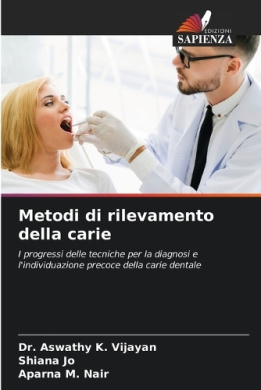 EDIZIONI
SAPIENZA
Metodi di rilevamento
della carie
I progressi delle tecniche per la diagnosi e
l'individuazione precoce della carie dentale
Dr. Aswathy K. Vijayan
Shiana Jo
Aparna M. Nair